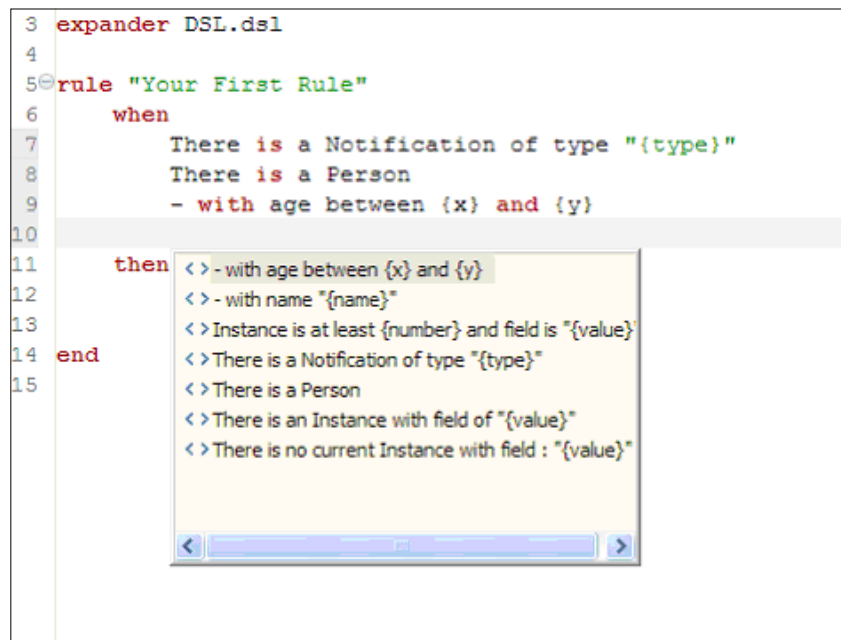 3 expander DSL.dsl
4
5 rule "Your First Rule"
6 when
7 There is a Notification of type "{type}"
8 There is a Person
9 - with age between {x} and {y}
10
11 then
12
13
14 end
15
<> - with age between {x} and {y}
<> - with name "{name}"
<> Instance is at least {number} and field is "{value}
<> There is a Notification of type "{type}"
<> There is a Person
<> There is an Instance with field of "{value}"
<> There is no current Instance with field : "{value}"